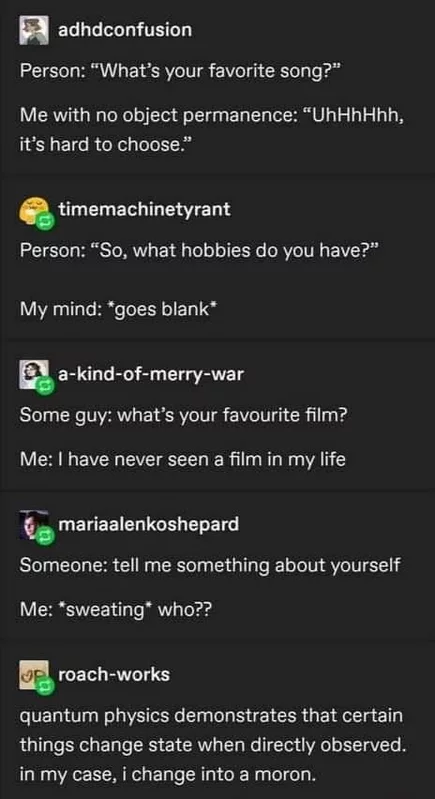 adhdconfusion
Person: “What’s your favorite song?”
Me with no object permanence: “UhHhHhh,
it’s hard to choose.”
timemachinetyrant
Person: “So, what hobbies do you have?”
My mind: *goes blank*
a-kind-of-merry-war
Some guy: what’s your favourite film?
Me: I have never seen a film in my life
mariaalenkoshepard
Someone: tell me something about yourself
Me: *sweating* who??
roach-works
quantum physics demonstrates that certain
things change state when directly observed.
in my case, i change into a moron.